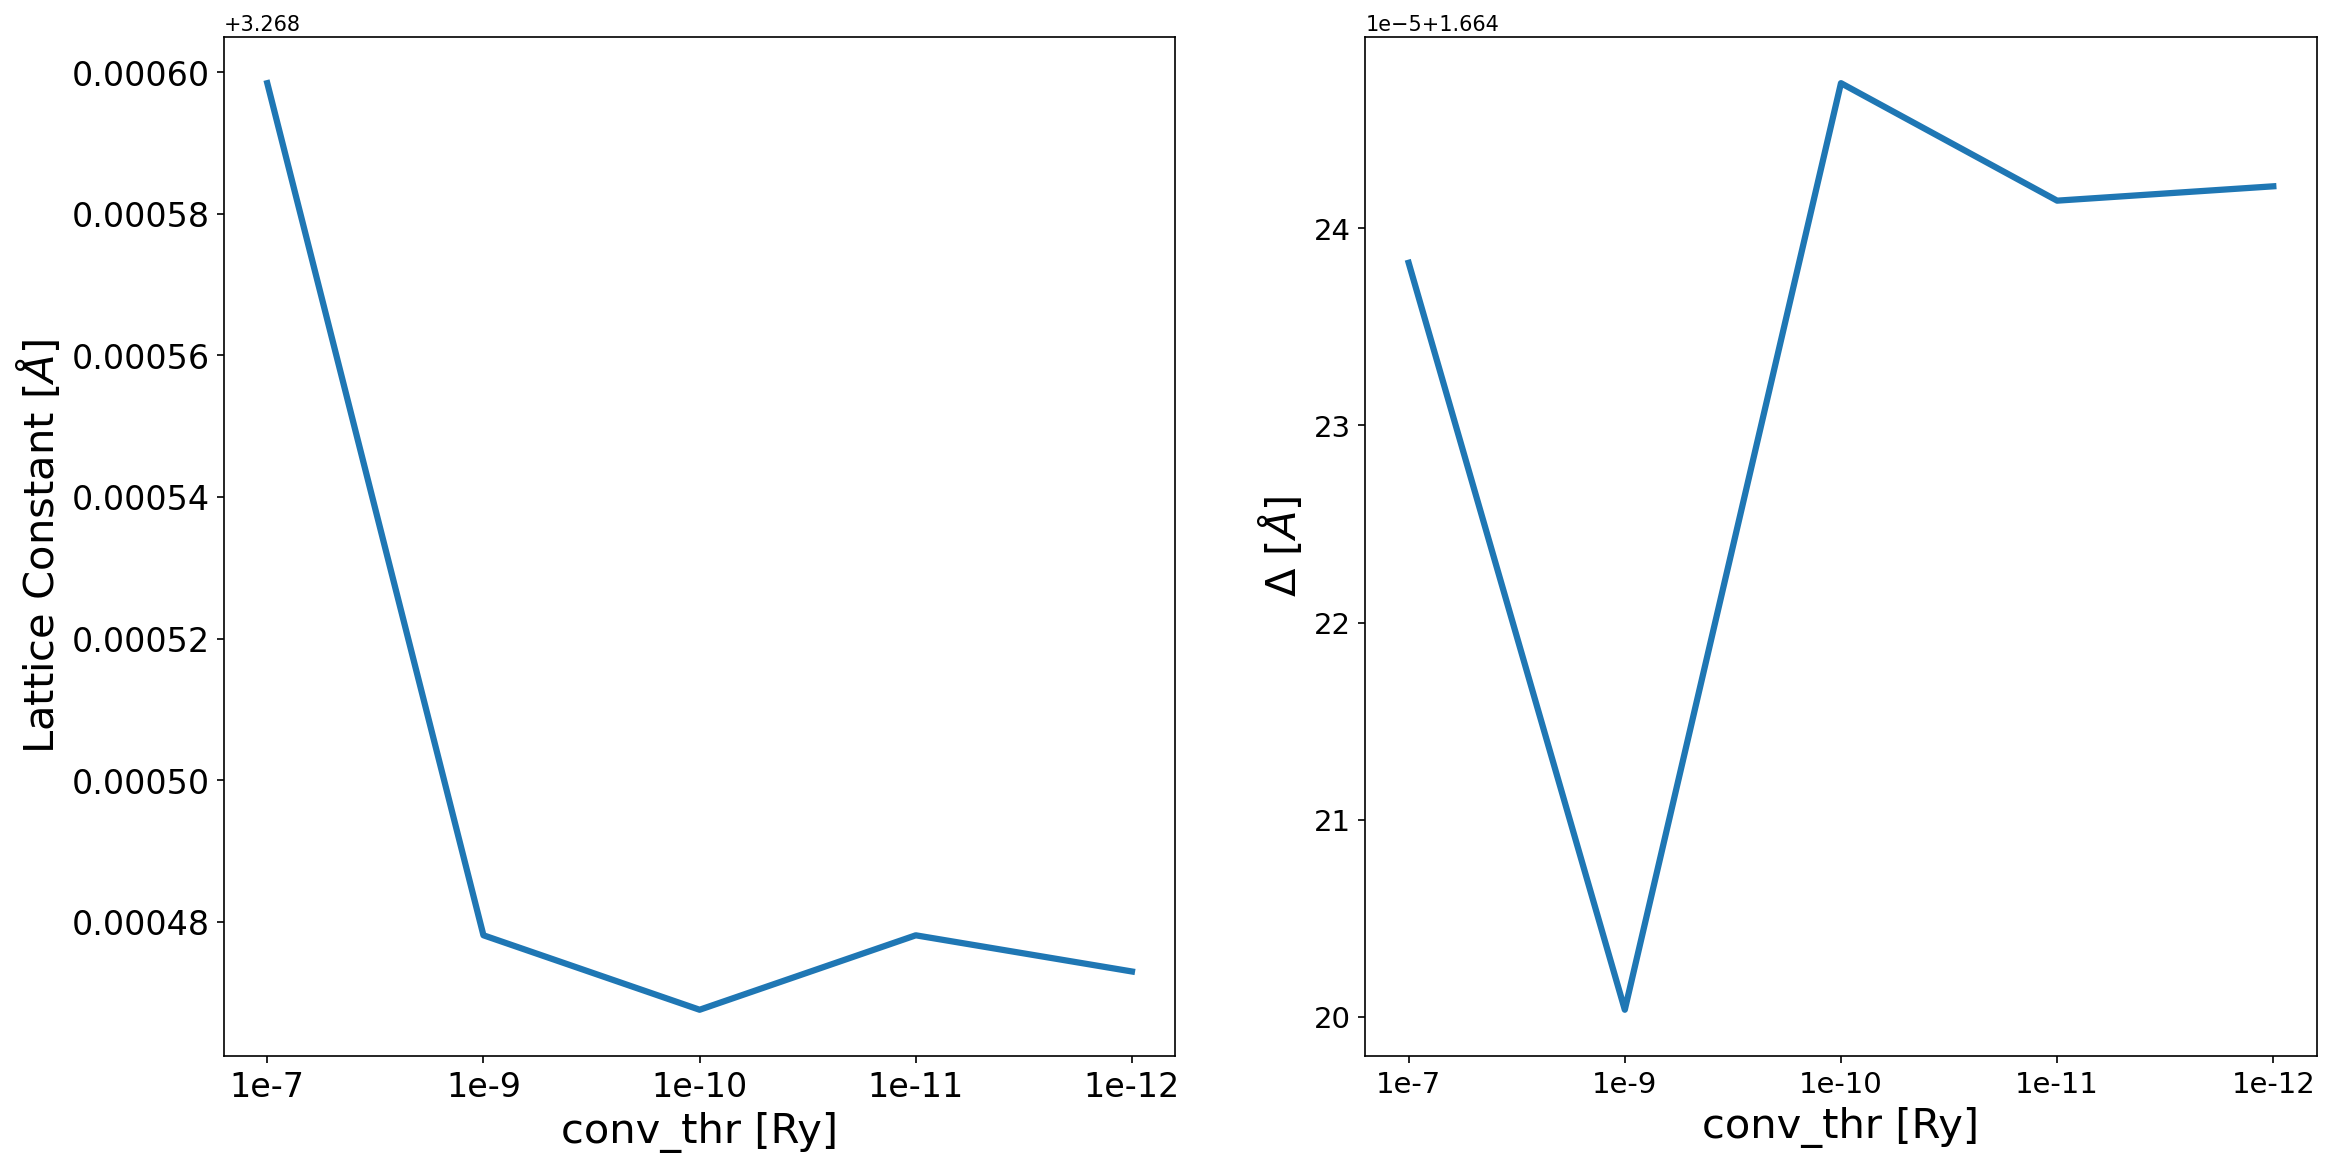 +3.268
0.00060
0.00058
0.00056
0.00054
0.00052
0.00050
0.00048
Lattice Constant [Å]
1e-7 1e-9 1e-10 1e-11 1e-12
conv_thr [Ry]
1e−5+1.664
24
23
22
21
20
Δ [Å]
1e-7 1e-9 1e-10 1e-11 1e-12
conv_thr [Ry]